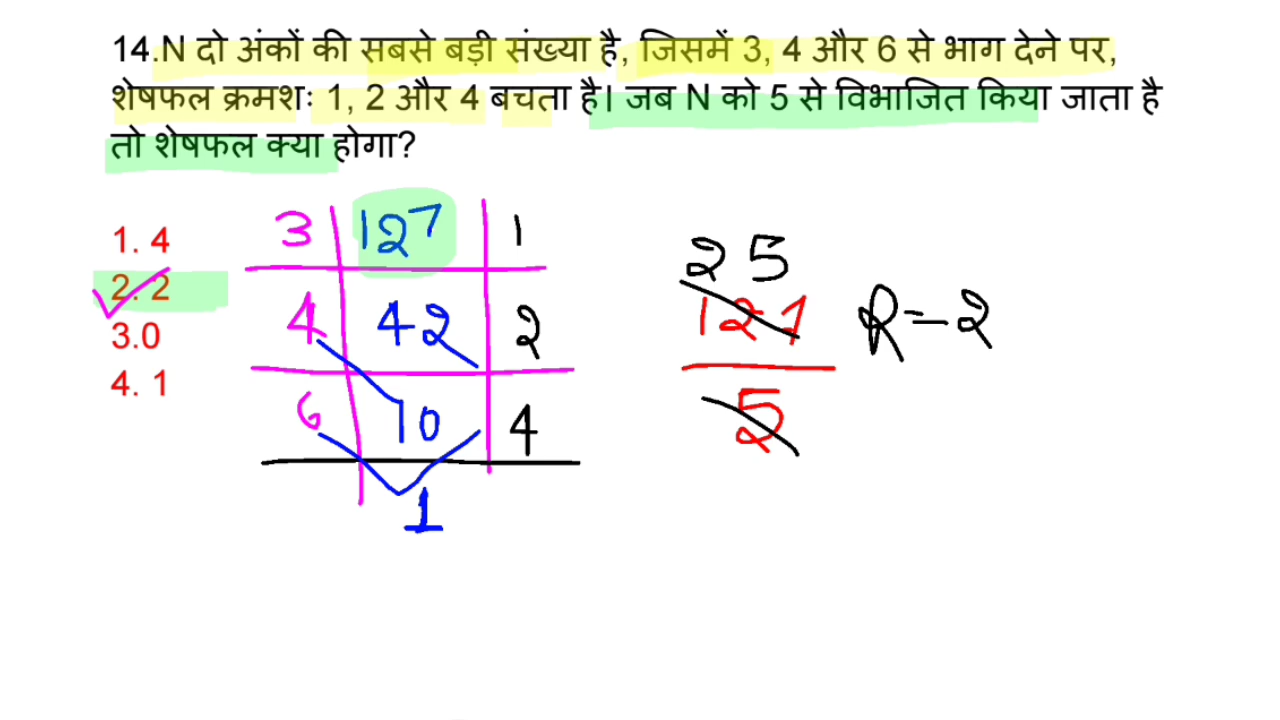 14.N दो अंकों की सबसे बड़ी संख्या है, जिसमें 3, 4 और 6 से भाग देने पर,
शेषफल क्रमशः 1, 2 और 4 बचता है। जब N को 5 से विभाजित किया जाता है
तो शेषफल क्या होगा?
1. 4
2. 2
3.0
4. 1
3 127 1
4 42 2
6 10 4
1
25
127 R=2
5